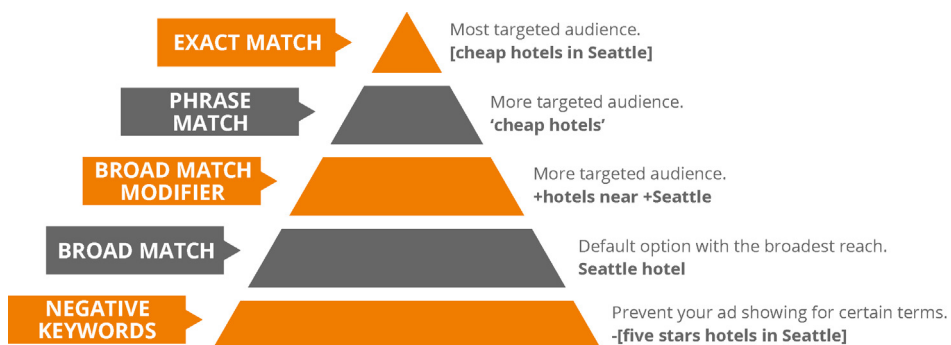 EXACT MATCH
Most targeted audience.
[cheap hotels in Seattle]
PHRASE
MATCH
More targeted audience.
‘cheap hotels’
BROAD MATCH
MODIFIER
More targeted audience.
+hotels near +Seattle
BROAD MATCH
Default option with the broadest reach.
Seattle hotel
NEGATIVE
KEYWORDS
Prevent your ad showing for certain terms.
-[five stars hotels in Seattle]